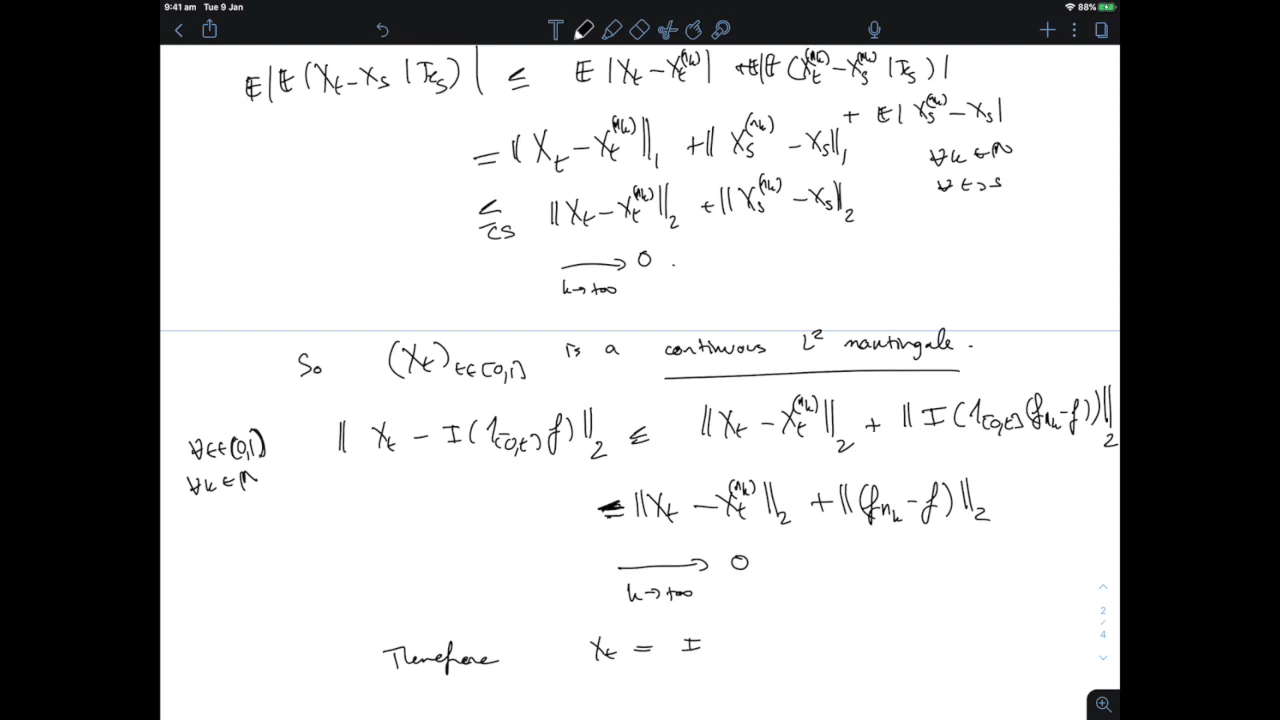 9:41 am Tue 9 Jan 88%
𝔼|𝔼(X_t − X_s | ℱ_s)| ≤ 𝔼|X_t − X_t^{(n_k)}| + 𝔼|𝔼(X_t^{(n_k)} − X_s^{(n_k)} | ℱ_s)|
+ 𝔼|X_s^{(n_k)} − X_s|
= ‖X_t − X_t^{(n_k)}‖_1 + ‖X_s^{(n_k)} − X_s‖_1 ∀k ∈ ℕ
∀t > s
≤_{CS} ‖X_t − X_t^{(n_k)}‖_2 + ‖X_s^{(n_k)} − X_s‖_2
⟶_{k→+∞} 0 .
So (X_t)_{t∈[0,1]} is a continuous L² martingale .
∀t∈[0,1] ‖X_t − I(1_{[0,t]} f)‖_2 ≤ ‖X_t − X_t^{(n_k)}‖_2 + ‖I(1_{[0,t]}(f_{n_k} − f))‖_2
∀k∈ℕ
≤ ‖X_t − X_t^{(n_k)}‖_2 + ‖(f_{n_k} − f)‖_2
⟶_{k→+∞} 0
Therefore X_t = I
2
/
4